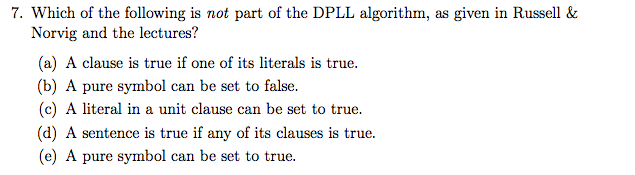 7. Which of the following is not part of the DPLL algorithm, as given in Russell &
Norvig and the lectures?
(a) A clause is true if one of its literals is true.
(b) A pure symbol can be set to false.
(c) A literal in a unit clause can be set to true.
(d) A sentence is true if any of its clauses is true.
(e) A pure symbol can be set to true.